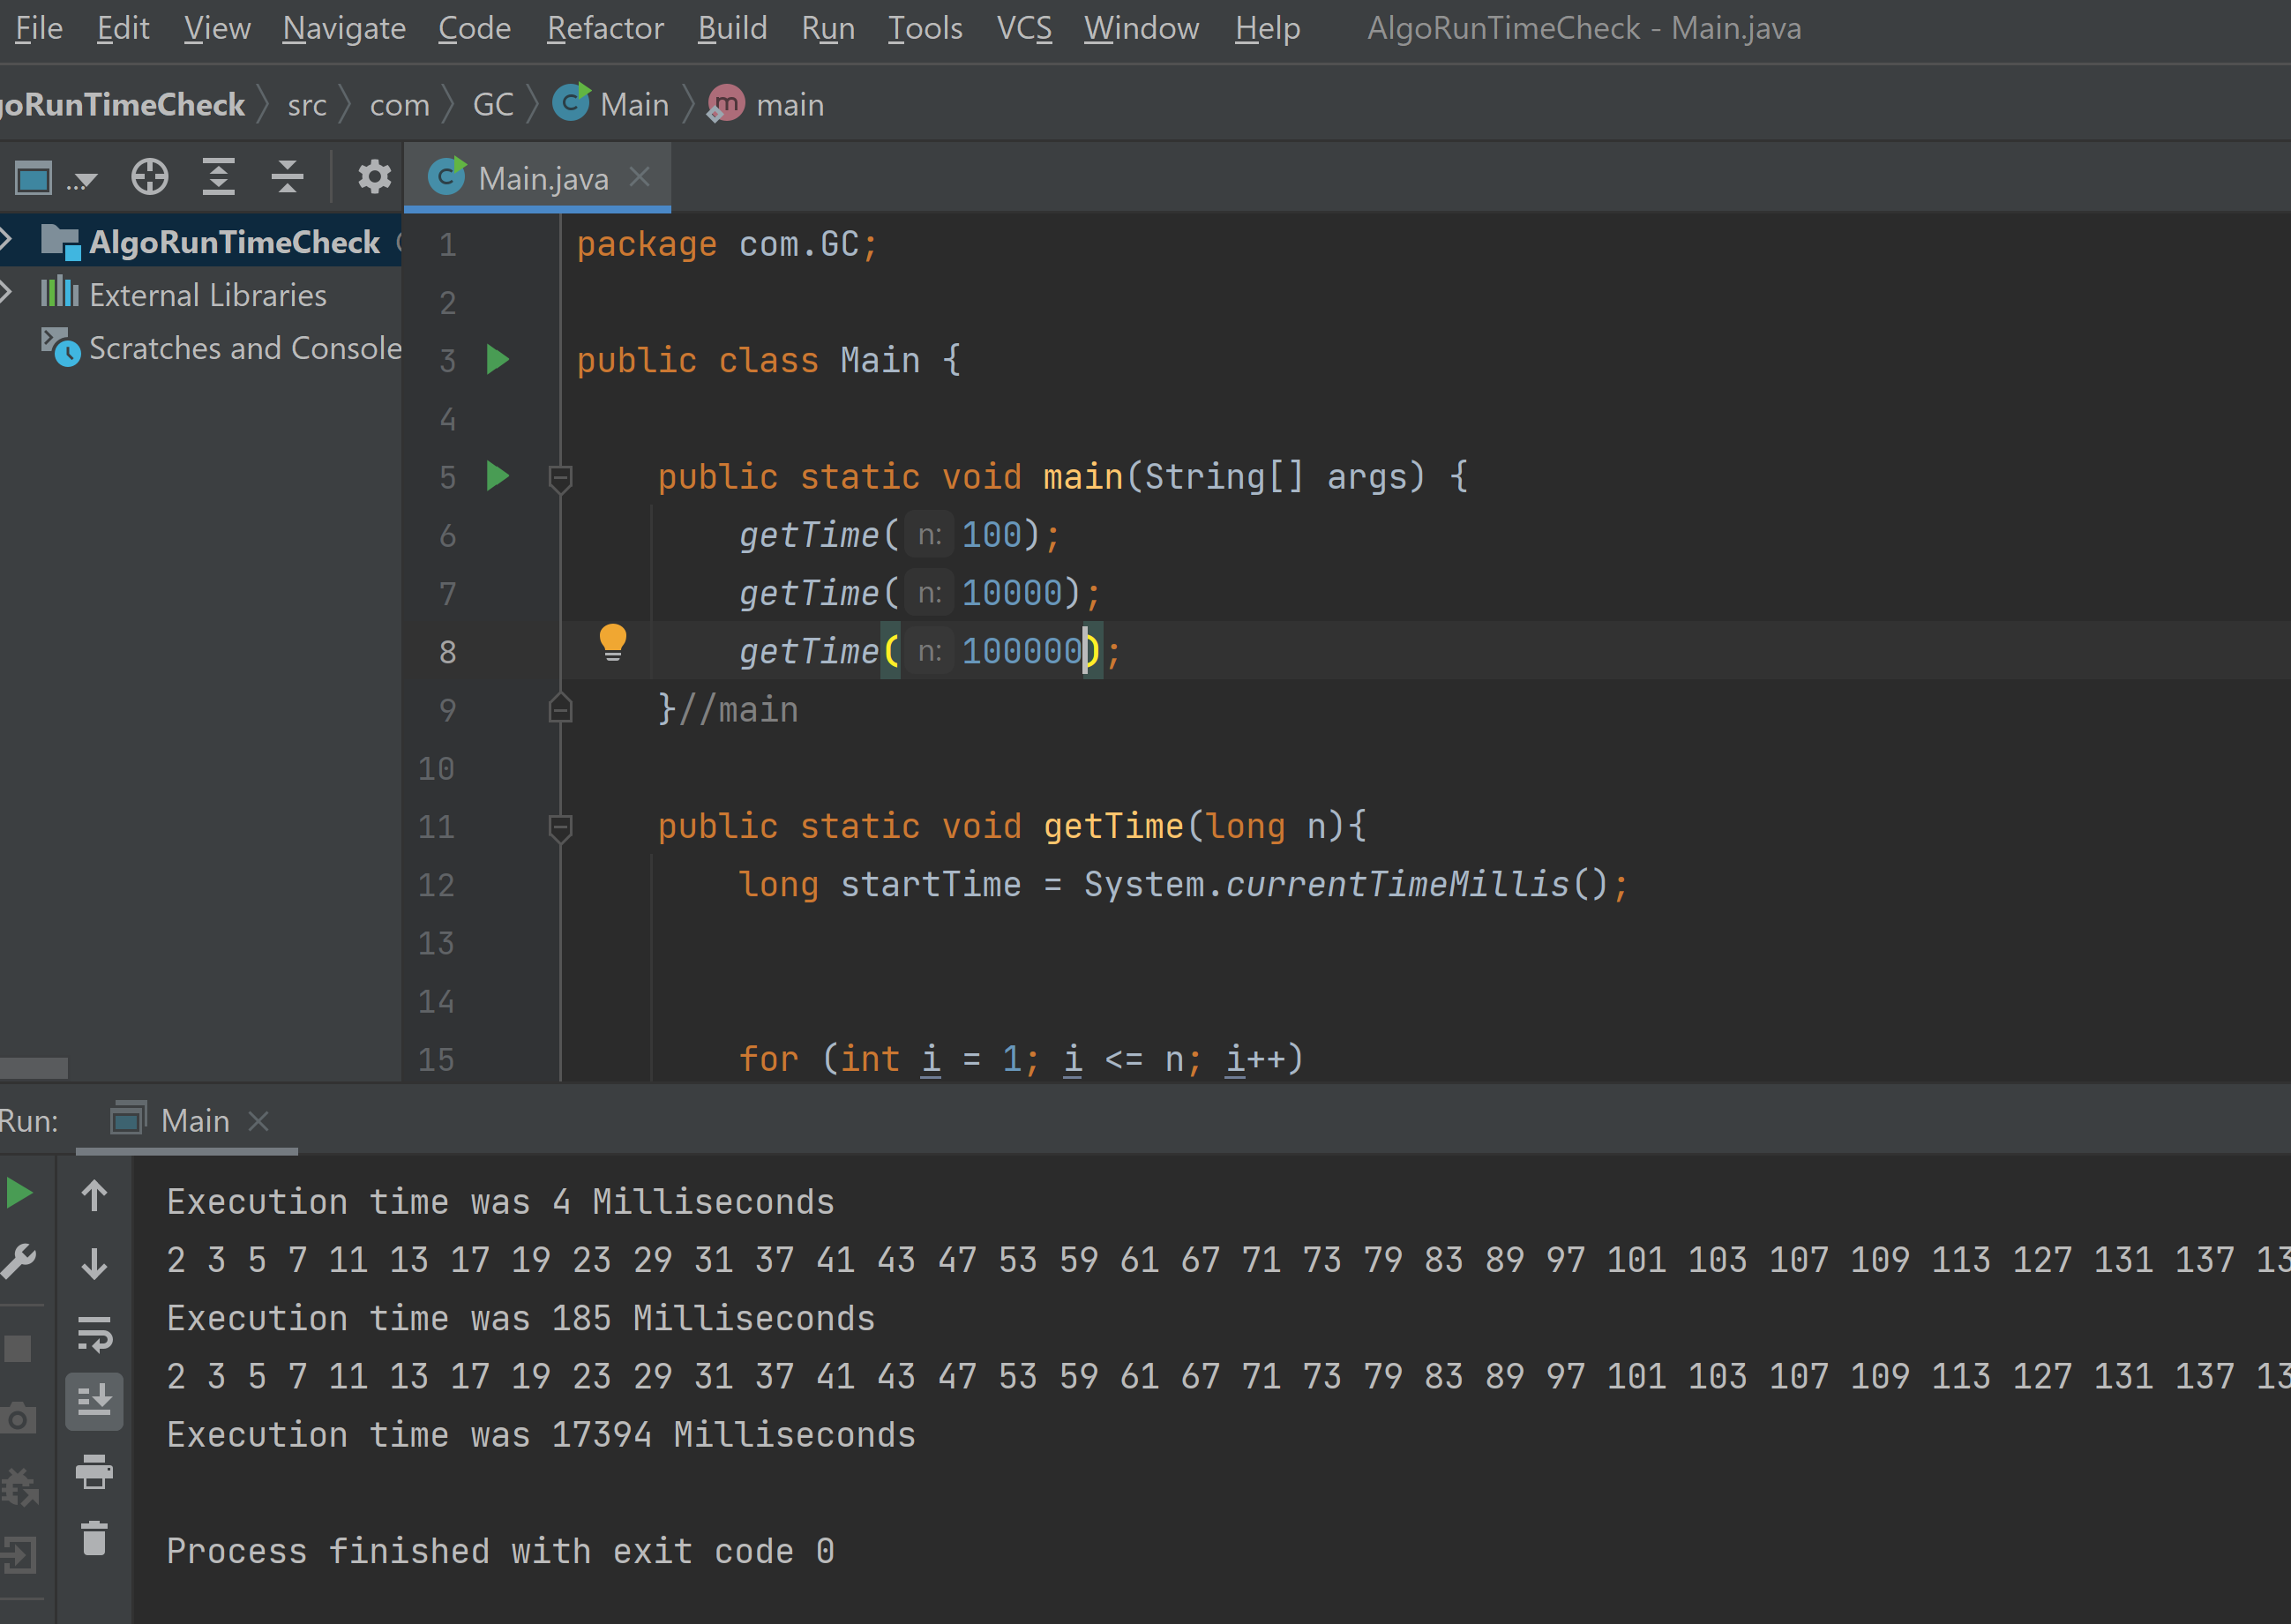 File Edit View Navigate Code Refactor Build Run Tools VCS Window Help AlgoRunTimeCheck - Main.java
goRunTimeCheck src com GC Main main
Main.java
AlgoRunTimeCheck
External Libraries
Scratches and Console
1 package com.GC;
2
3 public class Main {
4
5 public static void main(String[] args) {
6 getTime( n: 100);
7 getTime( n: 10000);
8 getTime( n: 100000);
9 }//main
10
11 public static void getTime(long n){
12 long startTime = System.currentTimeMillis();
13
14
15 for (int i = 1; i <= n; i++)
Run: Main
Execution time was 4 Milliseconds
2 3 5 7 11 13 17 19 23 29 31 37 41 43 47 53 59 61 67 71 73 79 83 89 97 101 103 107 109 113 127 131 137 13
Execution time was 185 Milliseconds
2 3 5 7 11 13 17 19 23 29 31 37 41 43 47 53 59 61 67 71 73 79 83 89 97 101 103 107 109 113 127 131 137 13
Execution time was 17394 Milliseconds
Process finished with exit code 0